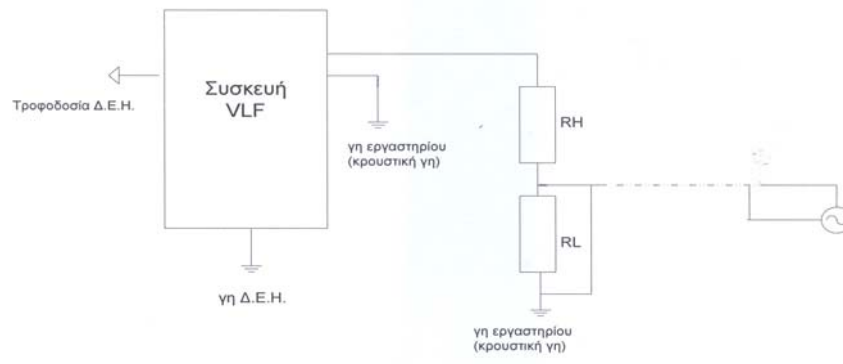 Συσκευή
VLF
Τροφοδοσία Δ.Ε.Η.
γη εργαστηρίου
(κρουστική γη)
RH
RL
γη Δ.Ε.Η.
γη εργαστηρίου
(κρουστική γη)